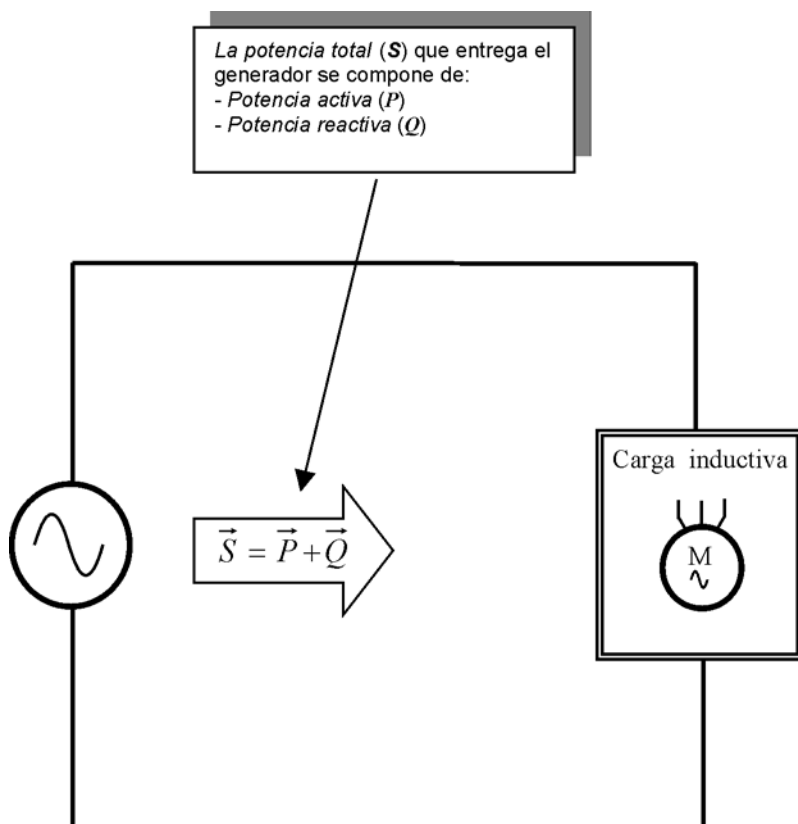 La potencia total (S) que entrega el
generador se compone de:
- Potencia activa (P)
- Potencia reactiva (Q)
Carga inductiva
M
S⃗ = P⃗ + Q⃗